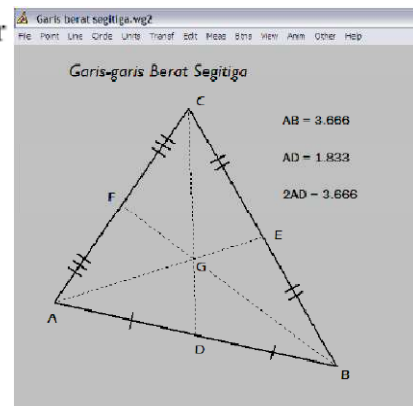 Garis berat segitiga.wg2
File Point Line Circle Units Transf Edit Meas Btns View Anim Other Help
Garis-garis Berat Segitiga
C
AB = 3.666
AD = 1.833
2AD = 3.666
F
E
G
A
D
B